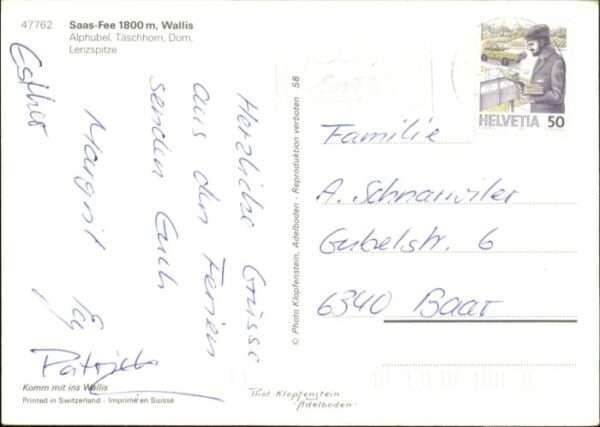 47762 Saas-Fee 1800 m, Wallis
Alphubel, Täschhorn, Dom,
Lenzspitze
Herzliche Grüsse
aus den Ferien
senden Euch
Margrit
Esther
Patrick
Komm mit ins Wallis
Printed in Switzerland - Imprimé en Suisse
© Photo Klopfenstein, Adelboden - Reproduktion verboten 58
Phot Klopfenstein
-Adelboden-
HELVETIA 50
Familie
A. Schnarwiler
Gubelstr. 6
6340 Baar